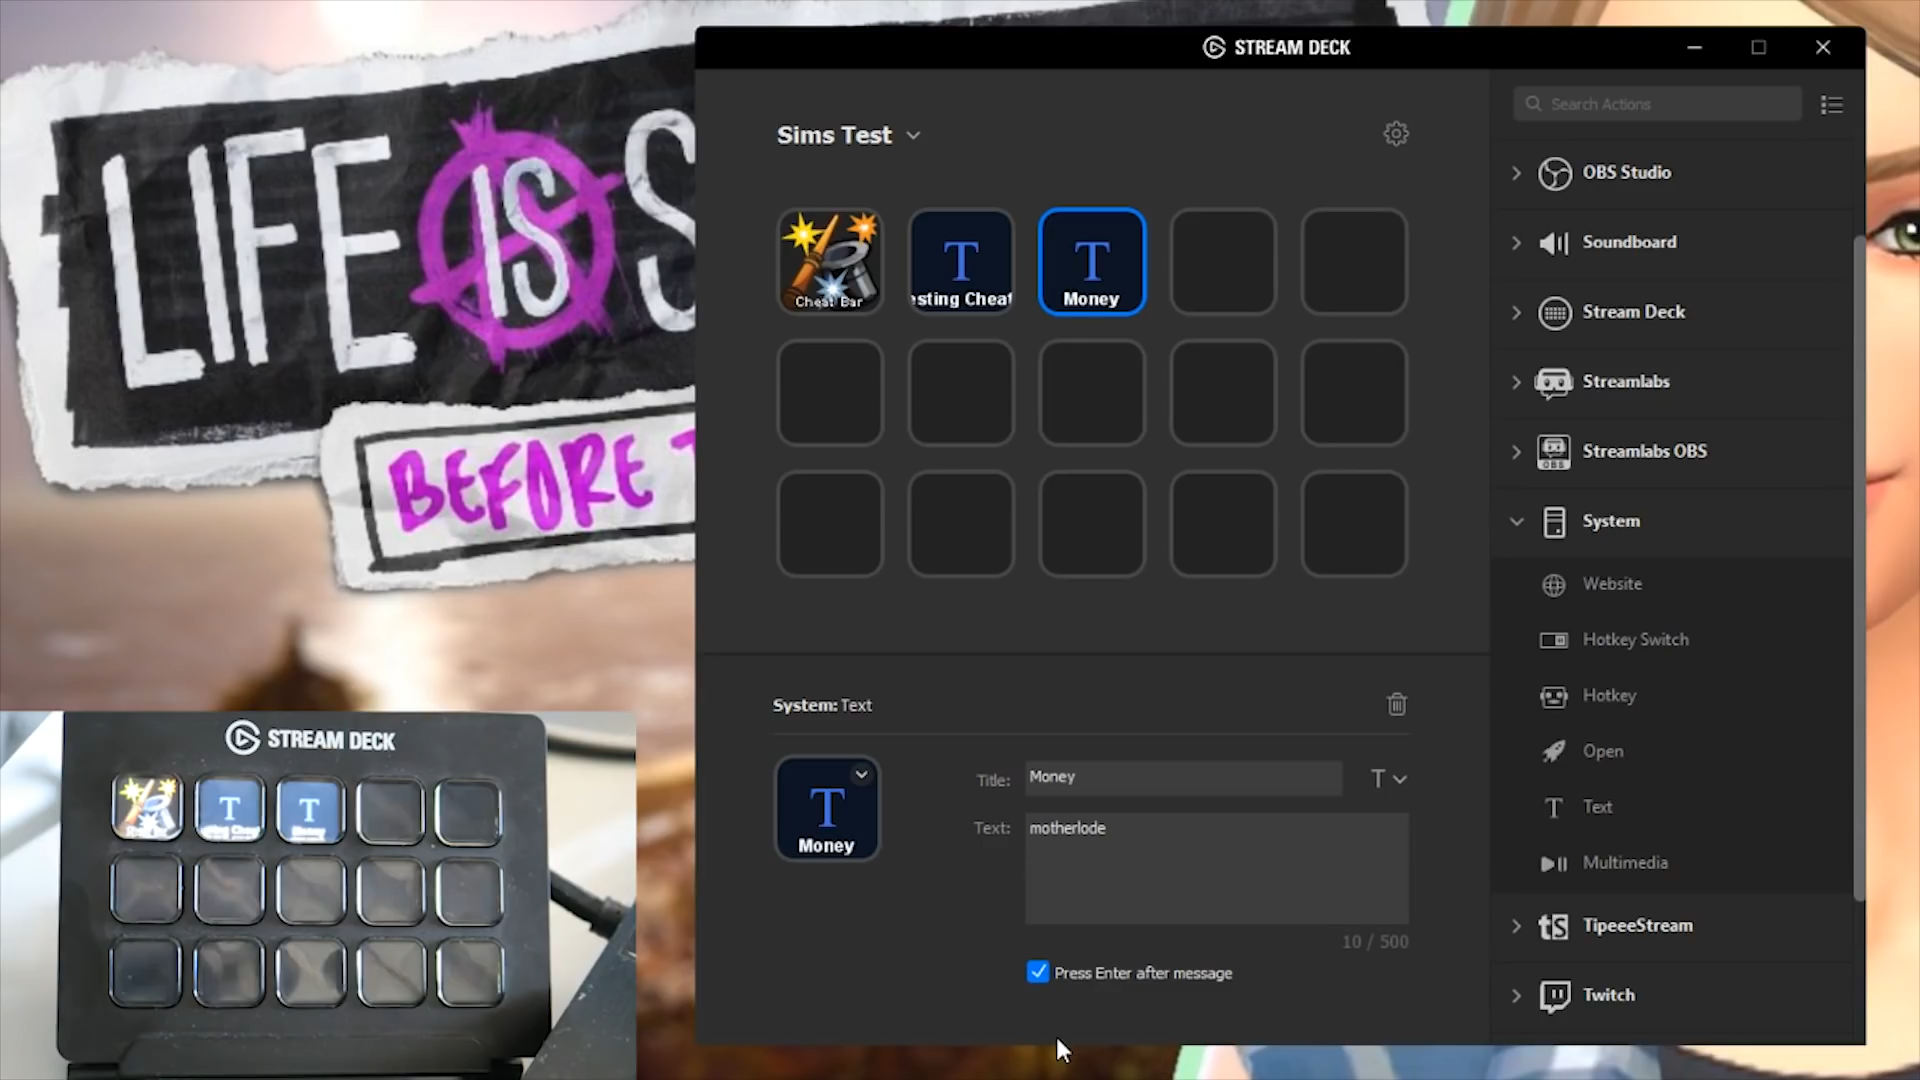 STREAM DECK
Search Actions
Sims Test
LIFE IS S
BEFORE T
Cheat Bar
esting Cheat
T
Money
OBS Studio
Soundboard
Stream Deck
Streamlabs
Streamlabs OBS
System
Website
Hotkey Switch
Hotkey
Open
Text
Multimedia
TipeeeStream
Twitch
System: Text
Money
Title: Money
Text: motherlode
10 / 500
Press Enter after message
STREAM DECK
Money